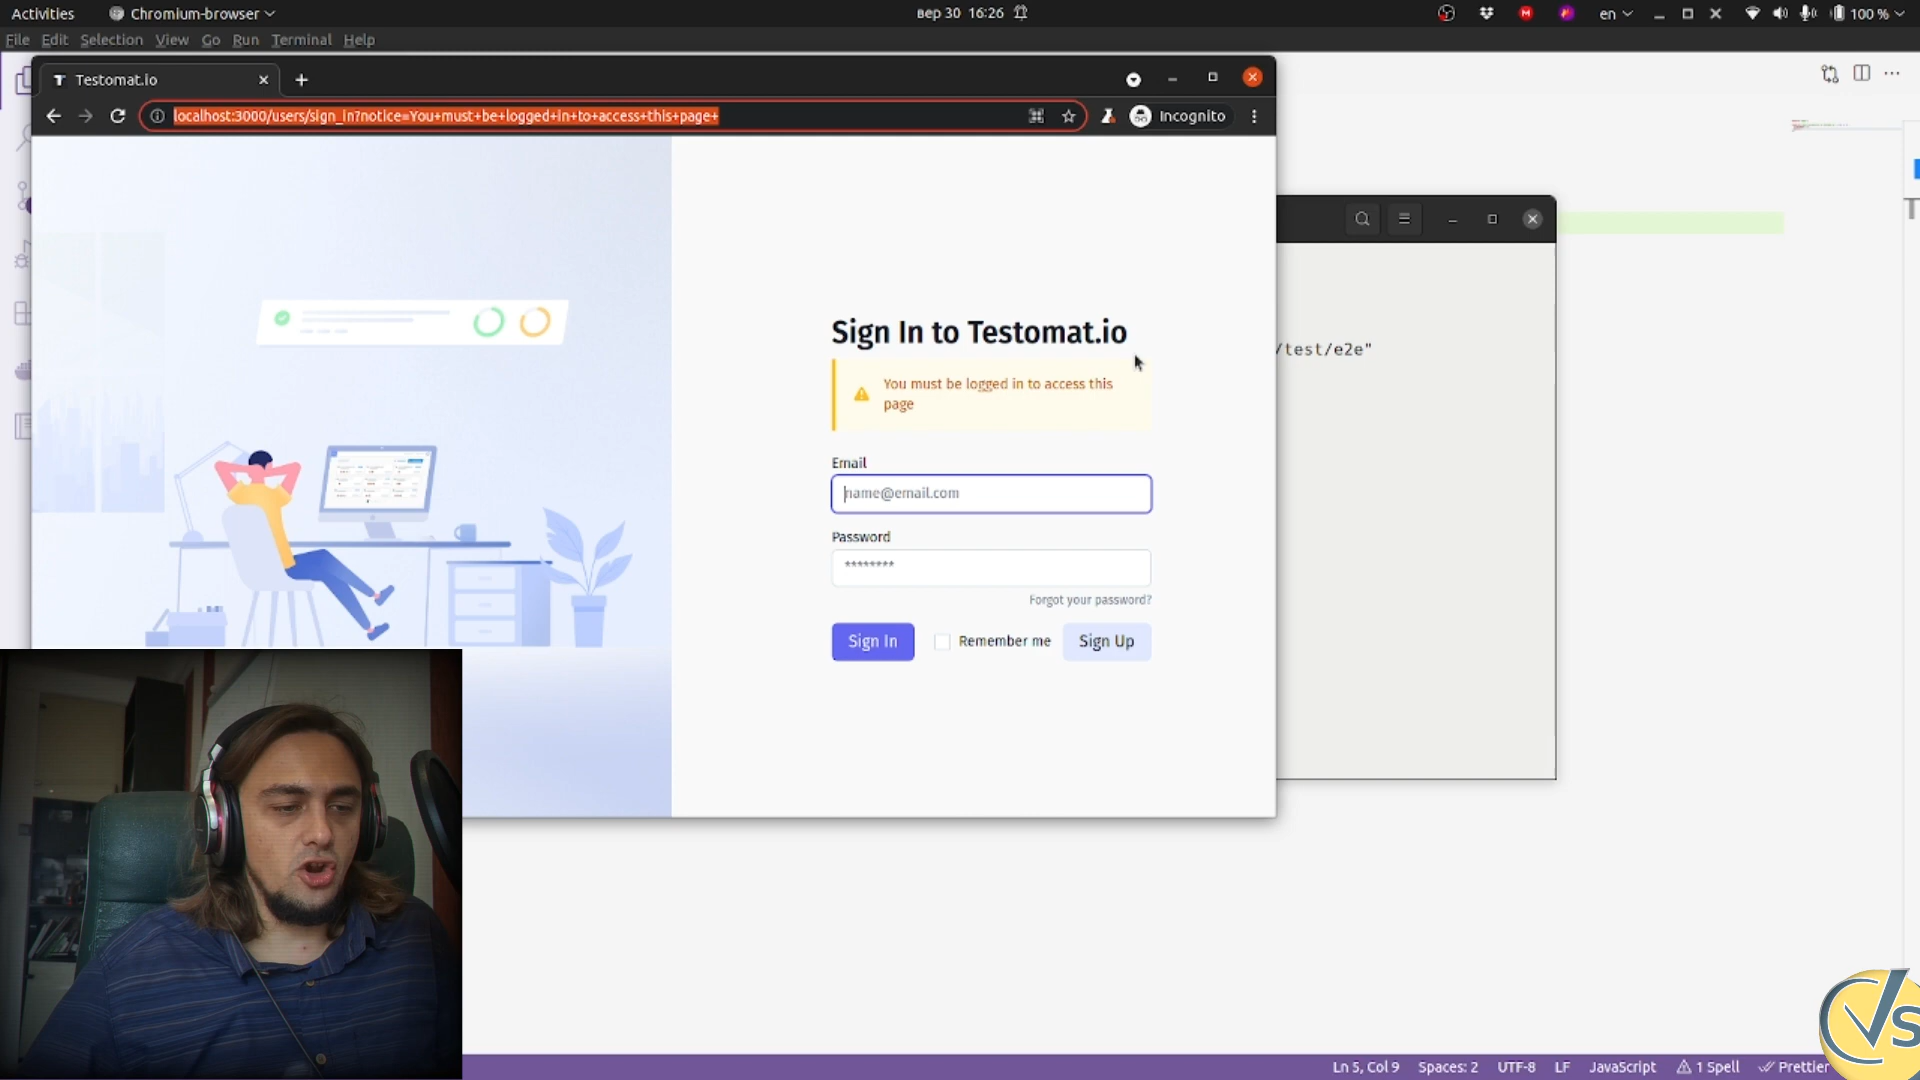 Activities
Chromium-browser
вер 30 16:26
en
100 %
File Edit Selection View Go Run Terminal Help
Testomat.io
localhost:3000/users/sign_in?notice=You+must+be+logged+in+to+access+this+page+
Incognito
/test/e2e"
Sign In to Testomat.io
You must be logged in to access this
page
Email
name@email.com
Password
********
Forgot your password?
Sign In
Remember me
Sign Up
Ln 5, Col 9
Spaces: 2
UTF-8
LF
JavaScript
1 Spell
Prettier
Vs